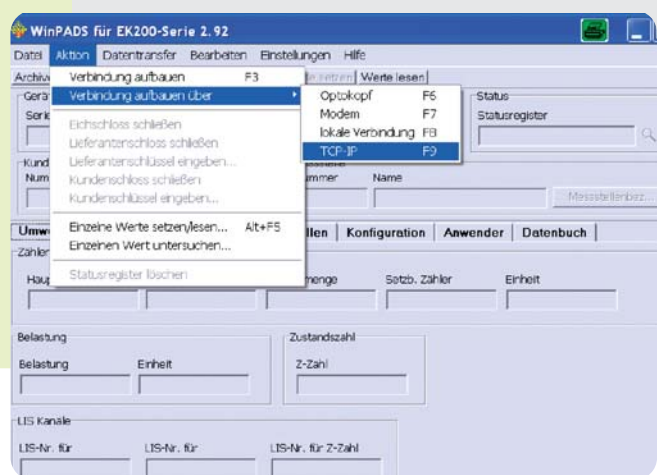 WinPADS für EK200-Serie 2.92
Datei Aktion Datentransfer Bearbeiten Einstellungen Hilfe
Archive setzen Werte lesen
Verbindung aufbauen F3
Verbindung aufbauen über
Optokopf F6
Modem F7
lokale Verbindung F8
TCP-IP F9
Eichschloss schließen
Lieferantenschloss schließen
Lieferantenschlüssel eingeben...
Kundenschloss schließen
Kundenschlüssel eingeben...
Einzelne Werte setzen/lesen... Alt+F5
Einzelnen Wert untersuchen...
Statusregister löschen
Status
Statusregister
Name
Messstellenbez...
Konfiguration Anwender Datenbuch
Zähler
Setzb. Zähler Einheit
Belastung
Belastung Einheit
Zustandszahl
Z-Zahl
LIS Kanäle
LIS-Nr. für LIS-Nr. für LIS-Nr. für Z-Zahl